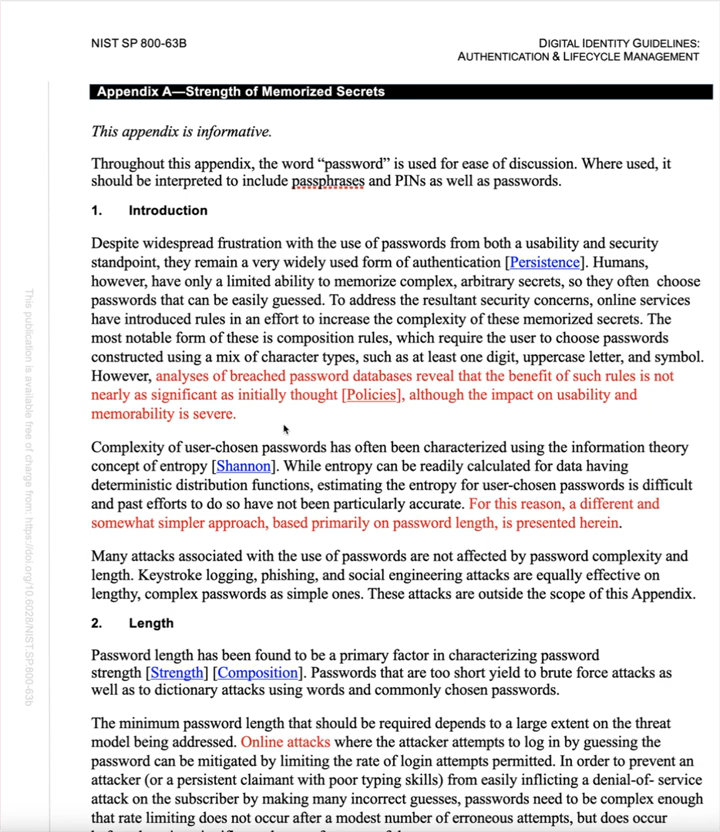 NIST SP 800-63B
DIGITAL IDENTITY GUIDELINES:
AUTHENTICATION & LIFECYCLE MANAGEMENT
Appendix A—Strength of Memorized Secrets
This appendix is informative.
Throughout this appendix, the word “password” is used for ease of discussion. Where used, it
should be interpreted to include passphrases and PINs as well as passwords.
1. Introduction
Despite widespread frustration with the use of passwords from both a usability and security
standpoint, they remain a very widely used form of authentication [Persistence]. Humans,
however, have only a limited ability to memorize complex, arbitrary secrets, so they often choose
passwords that can be easily guessed. To address the resultant security concerns, online services
have introduced rules in an effort to increase the complexity of these memorized secrets. The
most notable form of these is composition rules, which require the user to choose passwords
constructed using a mix of character types, such as at least one digit, uppercase letter, and symbol.
However, analyses of breached password databases reveal that the benefit of such rules is not
nearly as significant as initially thought [Policies], although the impact on usability and
memorability is severe.
Complexity of user-chosen passwords has often been characterized using the information theory
concept of entropy [Shannon]. While entropy can be readily calculated for data having
deterministic distribution functions, estimating the entropy for user-chosen passwords is difficult
and past efforts to do so have not been particularly accurate. For this reason, a different and
somewhat simpler approach, based primarily on password length, is presented herein.
Many attacks associated with the use of passwords are not affected by password complexity and
length. Keystroke logging, phishing, and social engineering attacks are equally effective on
lengthy, complex passwords as simple ones. These attacks are outside the scope of this Appendix.
2. Length
Password length has been found to be a primary factor in characterizing password
strength [Strength] [Composition]. Passwords that are too short yield to brute force attacks as
well as to dictionary attacks using words and commonly chosen passwords.
The minimum password length that should be required depends to a large extent on the threat
model being addressed. Online attacks where the attacker attempts to log in by guessing the
password can be mitigated by limiting the rate of login attempts permitted. In order to prevent an
attacker (or a persistent claimant with poor typing skills) from easily inflicting a denial-of- service
attack on the subscriber by making many incorrect guesses, passwords need to be complex enough
that rate limiting does not occur after a modest number of erroneous attempts, but does occur
This publication is available free of charge from: https://doi.org/10.6028/NIST.SP.800-63b